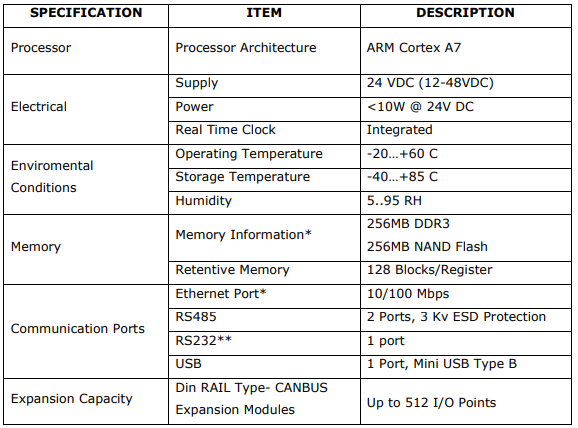 SPECIFICATION ITEM DESCRIPTION
Processor Processor Architecture ARM Cortex A7
Electrical
Supply 24 VDC (12-48VDC)
Power <10W @ 24V DC
Real Time Clock Integrated
Enviromental
Conditions
Operating Temperature -20...+60 C
Storage Temperature -40...+85 C
Humidity 5..95 RH
Memory
Memory Information*
256MB DDR3
256MB NAND Flash
Retentive Memory 128 Blocks/Register
Communication Ports
Ethernet Port* 10/100 Mbps
RS485 2 Ports, 3 Kv ESD Protection
RS232** 1 port
USB 1 Port, Mini USB Type B
Expansion Capacity
Din RAIL Type- CANBUS
Expansion Modules
Up to 512 I/O Points